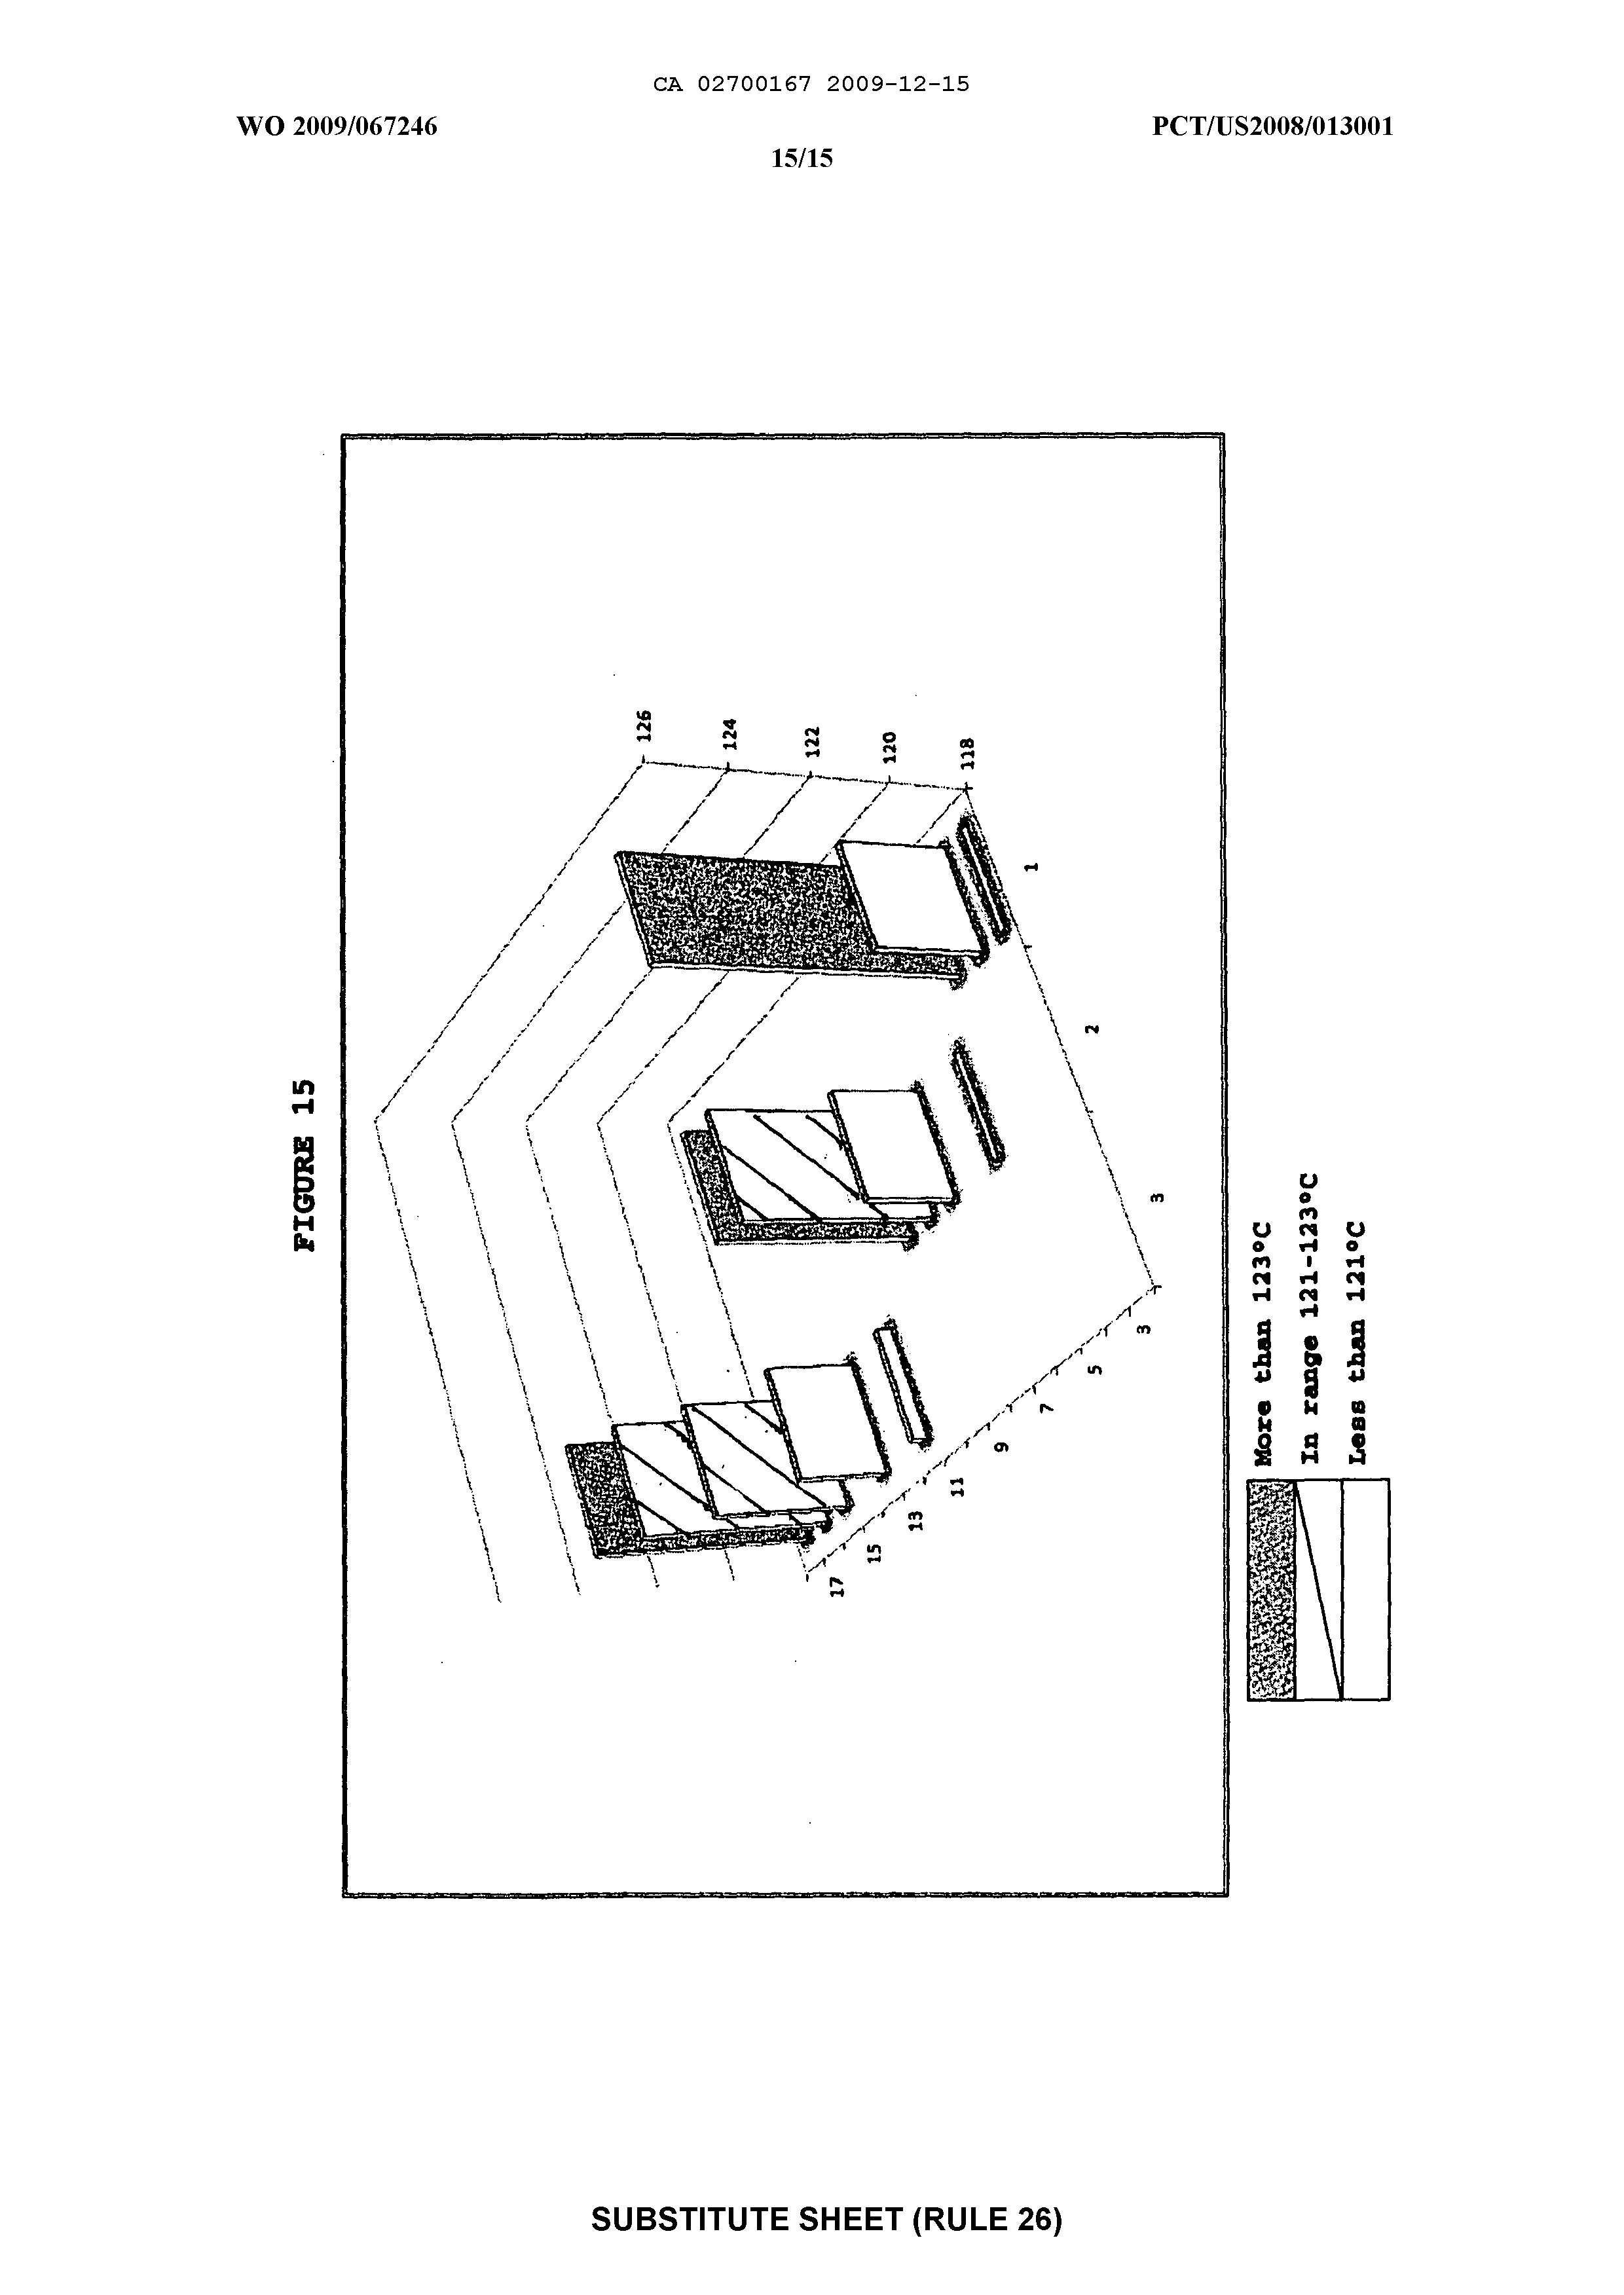 CA 02700167 2009-12-15
WO 2009/067246
PCT/US2008/013001
15/15
FIGURE 15
126
124
122
120
118
1
2
3
3
5
7
9
11
13
15
17
More than 123°C
In range 121-123°C
Less than 121°C
SUBSTITUTE SHEET (RULE 26)